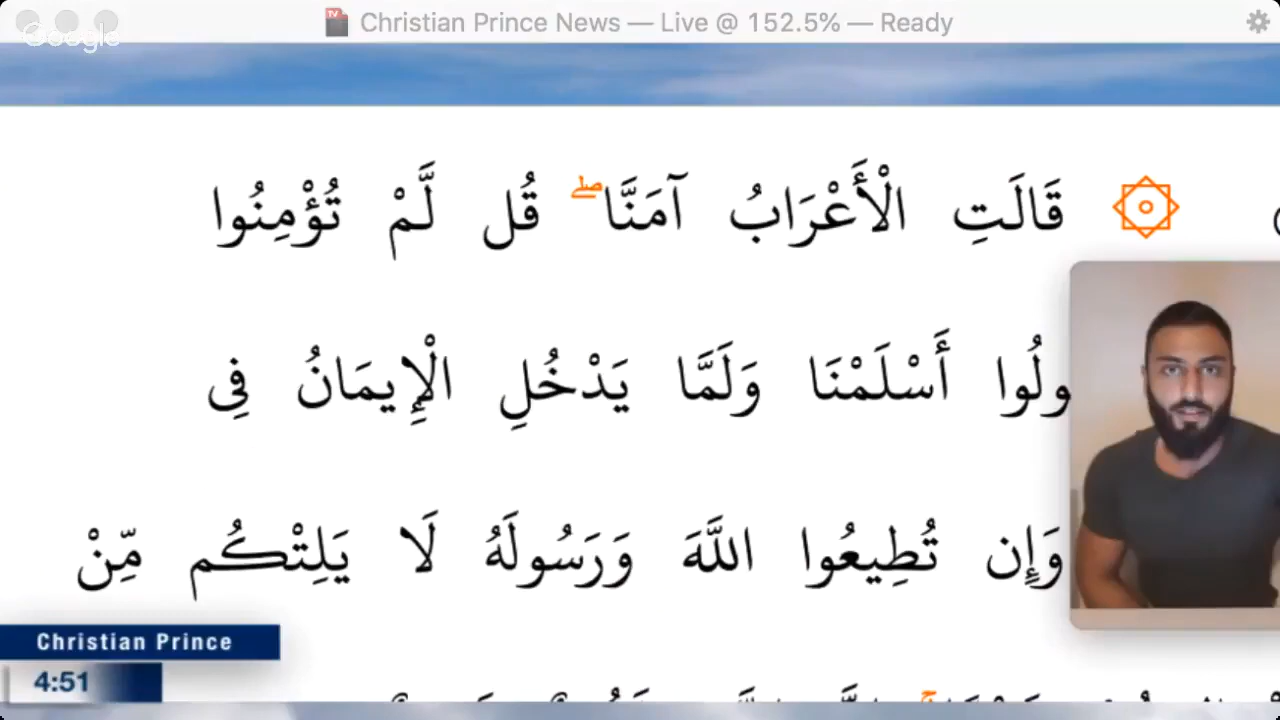 Google
Christian Prince News — Live @ 152.5% — Ready
قَالَتِ الْأَعْرَابُ آمَنَّا ۖ قُل لَّمْ تُؤْمِنُوا
ولُوا أَسْلَمْنَا وَلَمَّا يَدْخُلِ الْإِيمَانُ فِي
وَإِن تُطِيعُوا اللَّهَ وَرَسُولَهُ لَا يَلِتْكُم مِّنْ
Christian Prince
4:51